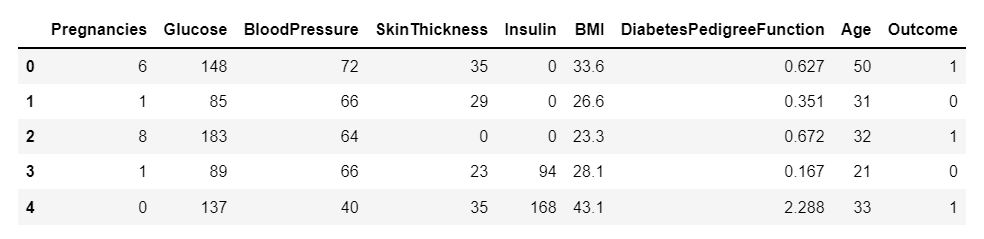 Pregnancies Glucose BloodPressure SkinThickness Insulin BMI DiabetesPedigreeFunction Age Outcome
0 6 148 72 35 0 33.6 0.627 50 1
1 1 85 66 29 0 26.6 0.351 31 0
2 8 183 64 0 0 23.3 0.672 32 1
3 1 89 66 23 94 28.1 0.167 21 0
4 0 137 40 35 168 43.1 2.288 33 1